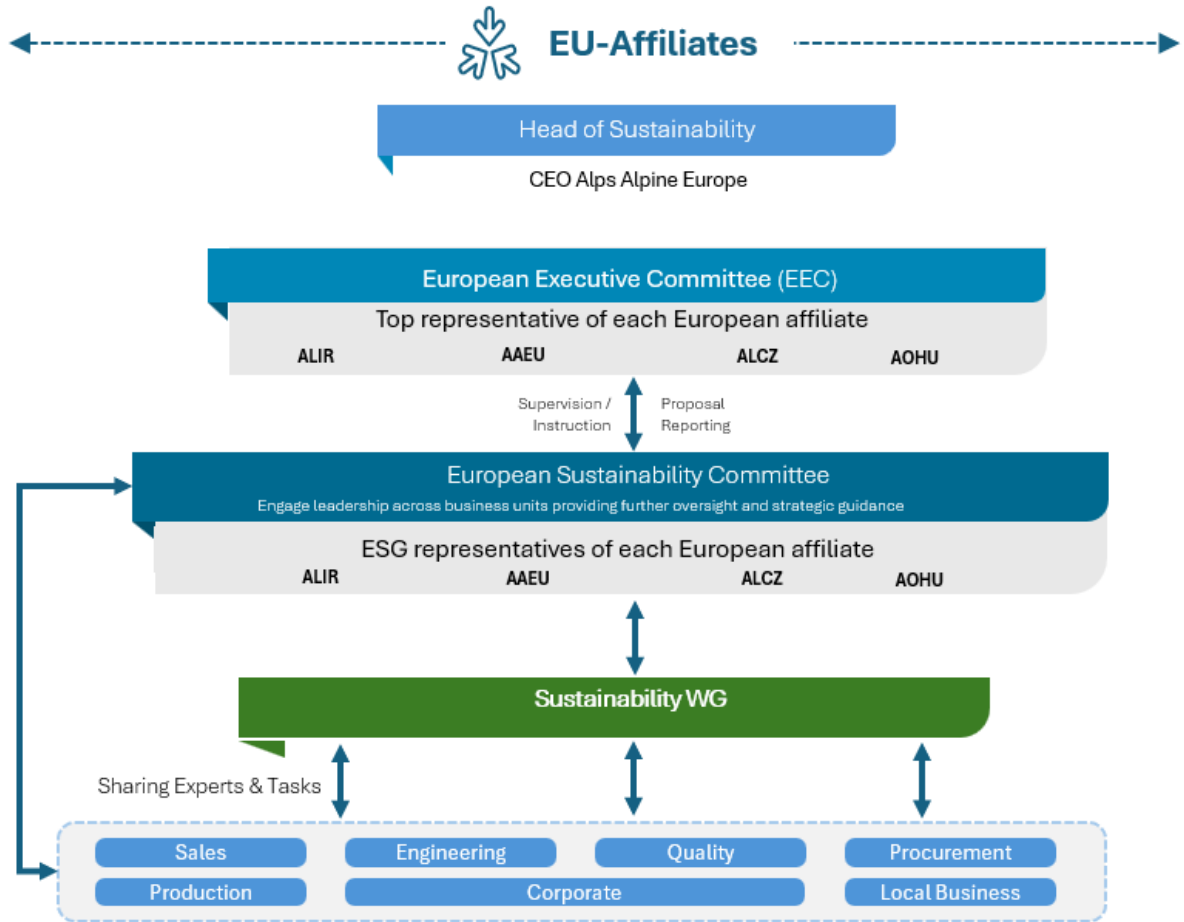 EU-Affiliates
Head of Sustainability
CEO Alps Alpine Europe
European Executive Committee (EEC)
Top representative of each European affiliate
ALIR AAEU ALCZ AOHU
Supervision / Instruction
Proposal Reporting
European Sustainability Committee
Engage leadership across business units providing further oversight and strategic guidance
ESG representatives of each European affiliate
ALIR AAEU ALCZ AOHU
Sustainability WG
Sharing Experts & Tasks
Sales Engineering Quality Procurement
Production Corporate Local Business